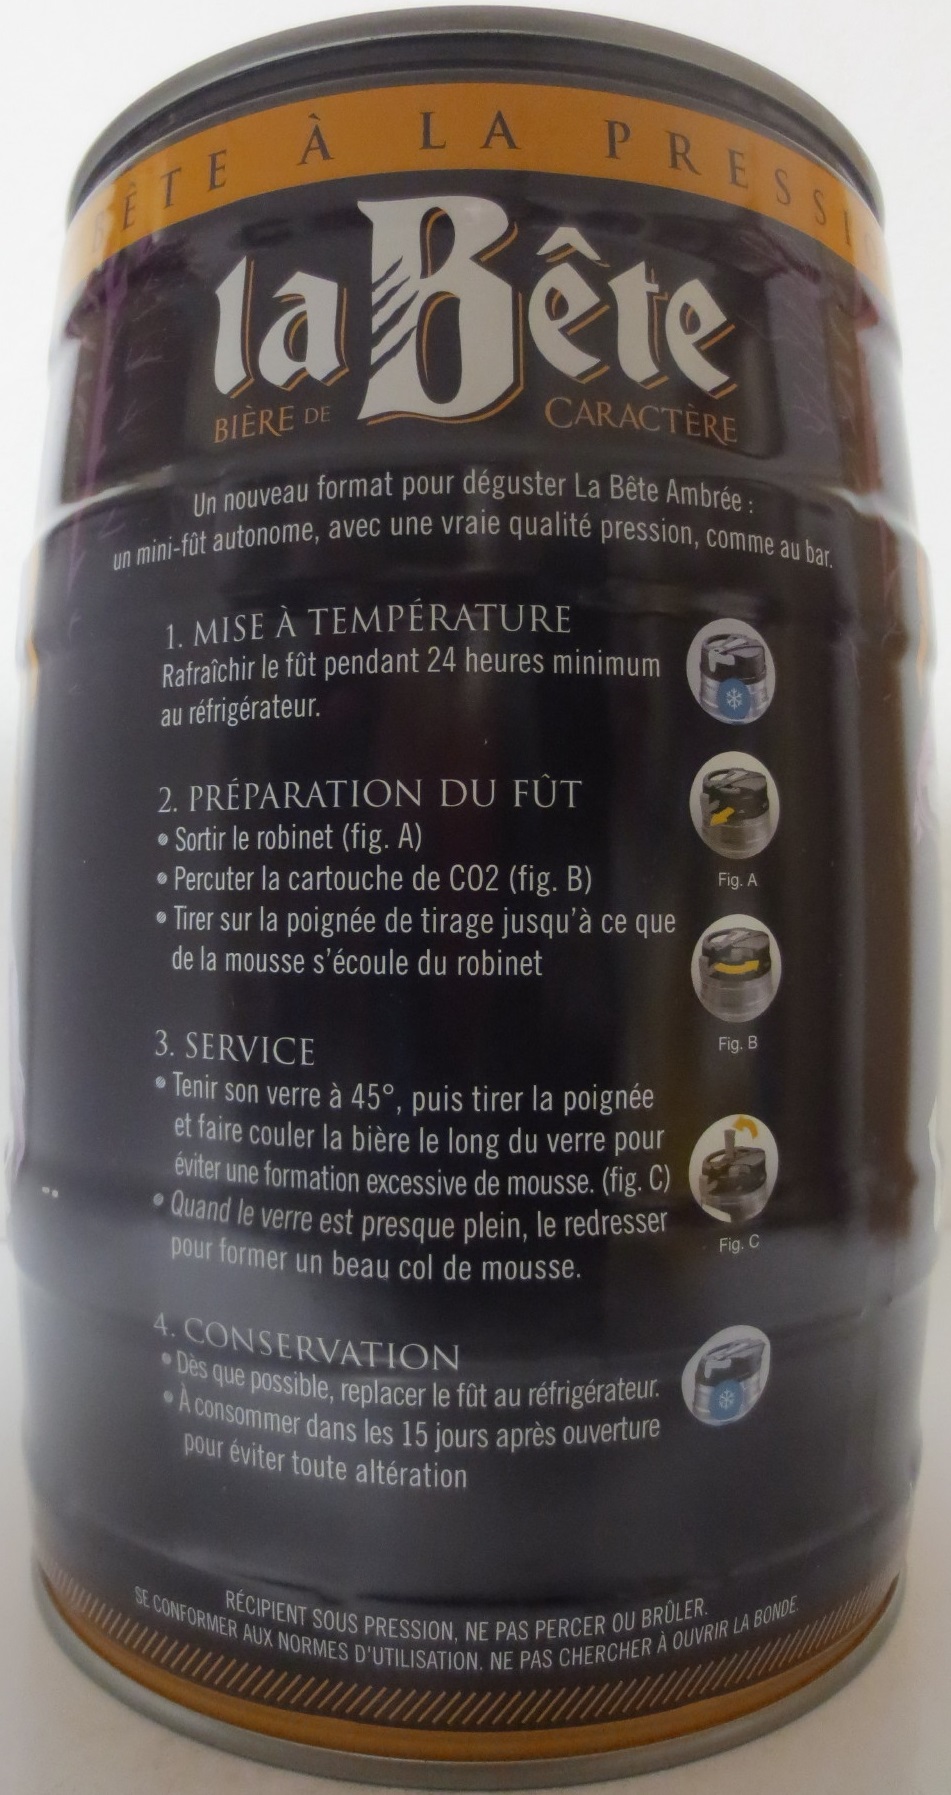 BÊTE À LA PRESSI
la Bête
BIÈRE DE CARACTÈRE
Un nouveau format pour déguster La Bête Ambrée :
un mini-fût autonome, avec une vraie qualité pression, comme au bar.
1. MISE À TEMPÉRATURE
Rafraîchir le fût pendant 24 heures minimum
au réfrigérateur.
2. PRÉPARATION DU FÛT
• Sortir le robinet (fig. A)
• Percuter la cartouche de CO2 (fig. B)
• Tirer sur la poignée de tirage jusqu'à ce que
de la mousse s'écoule du robinet
Fig. A
Fig. B
3. SERVICE
• Tenir son verre à 45°, puis tirer la poignée
et faire couler la bière le long du verre pour
éviter une formation excessive de mousse. (fig. C)
• Quand le verre est presque plein, le redresser
pour former un beau col de mousse.
Fig. C
4. CONSERVATION
• Dès que possible, replacer le fût au réfrigérateur.
• À consommer dans les 15 jours après ouverture
pour éviter toute altération
RÉCIPIENT SOUS PRESSION, NE PAS PERCER OU BRÛLER.
SE CONFORMER AUX NORMES D'UTILISATION. NE PAS CHERCHER À OUVRIR LA BONDE.